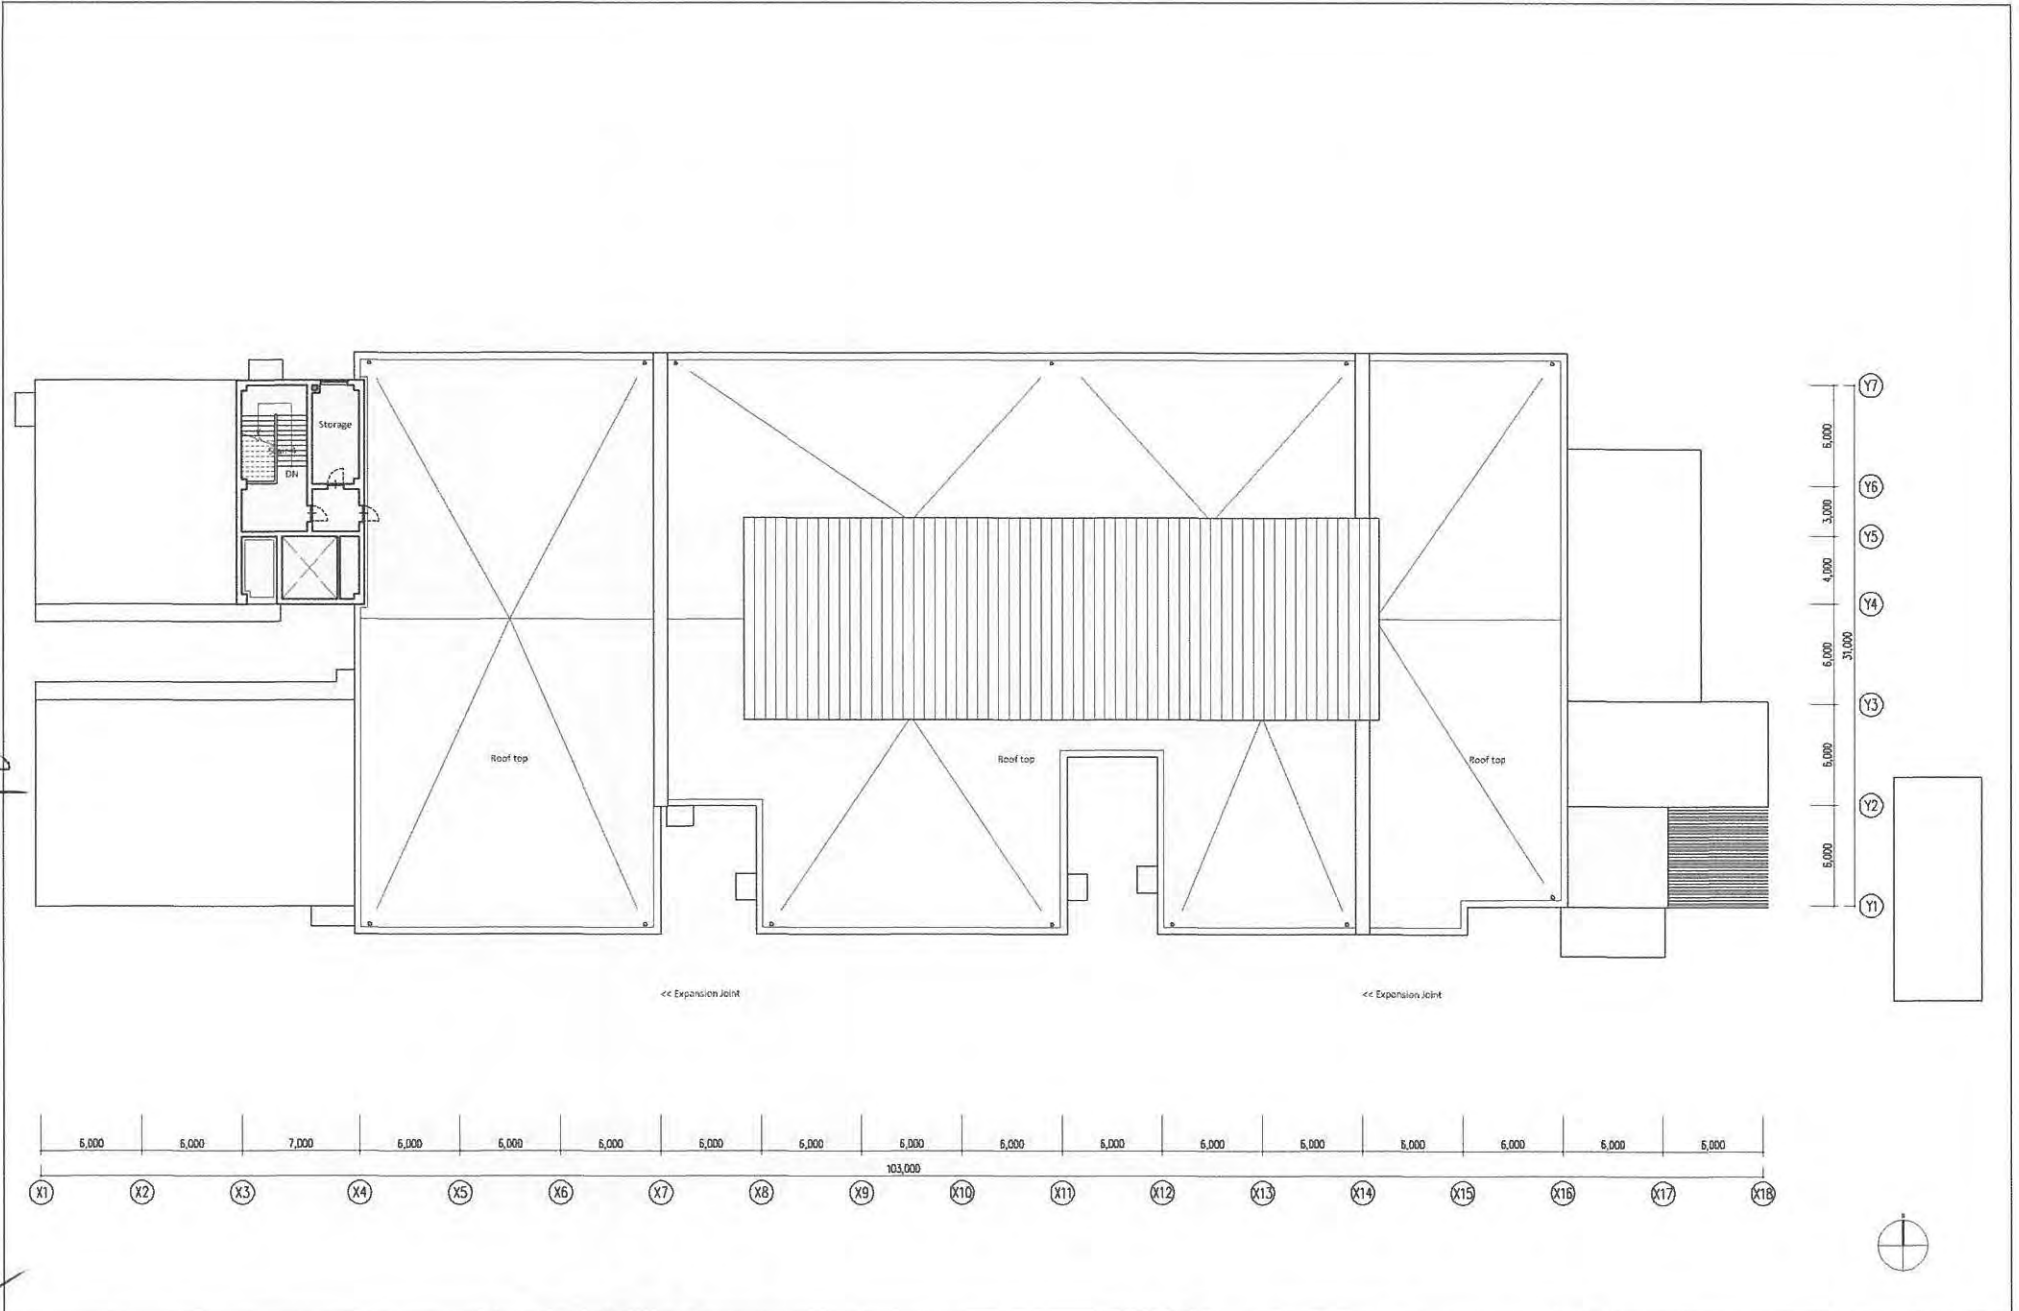 Y7
Storage
6,000
DN
Y6
3,000
Y5
4,000
Y4
31,000
6,000
Y3
Roof top
Roof top
Roof top
6,000
Y2
6,000
Y1
<< Expansion Joint
<< Expansion Joint
6,000 6,000 7,000 6,000 6,000 6,000 6,000 6,000 6,000 6,000 6,000 6,000 6,000 6,000 6,000 6,000 6,000
103,000
X1 X2 X3 X4 X5 X6 X7 X8 X9 X10 X11 X12 X13 X14 X15 X16 X17 X18